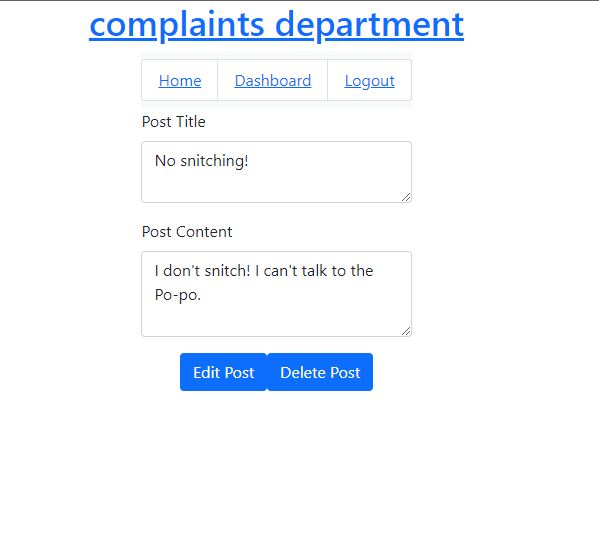 complaints department
Home Dashboard Logout
Post Title
No snitching!
Post Content
I don't snitch! I can't talk to the
Po-po.
Edit Post Delete Post